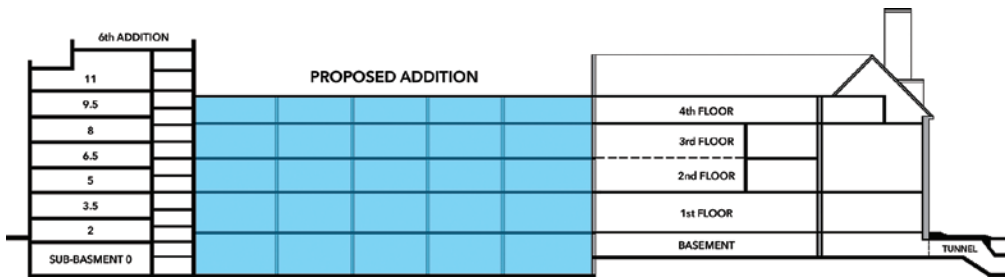 6th ADDITION
11
9.5
8
6.5
5
3.5
2
SUB-BASMENT 0
PROPOSED ADDITION
4th FLOOR
3rd FLOOR
2nd FLOOR
1st FLOOR
BASEMENT
TUNNEL